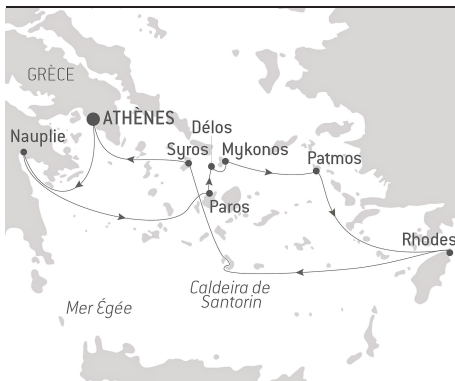 GRÈCE
ATHÈNES
Délos
Nauplie
Syros
Mykonos
Patmos
Paros
Rhodes
Caldeira de
Santorin
Mer Égée